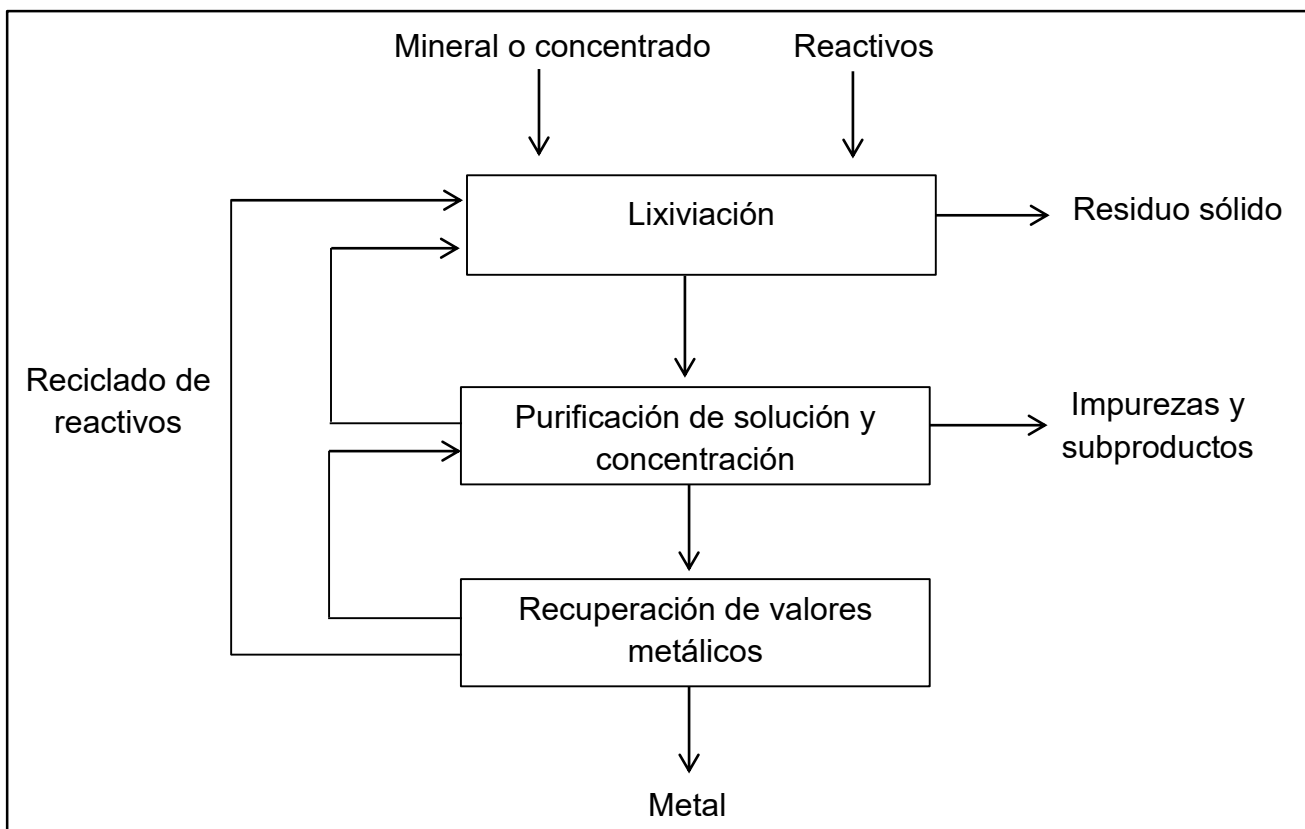 Mineral o concentrado
Reactivos
Lixiviación
Residuo sólido
Reciclado de
reactivos
Purificación de solución y
concentración
Impurezas y
subproductos
Recuperación de valores
metálicos
Metal